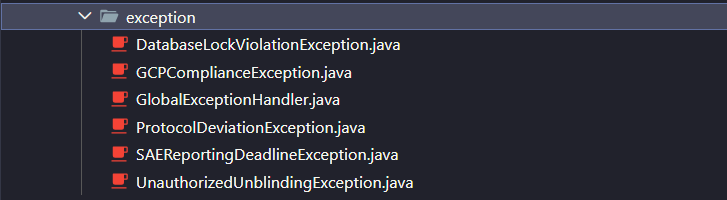 exception
DatabaseLockViolationException.java
GCPComplianceException.java
GlobalExceptionHandler.java
ProtocolDeviationException.java
SAEReportingDeadlineException.java
UnauthorizedUnblindingException.java